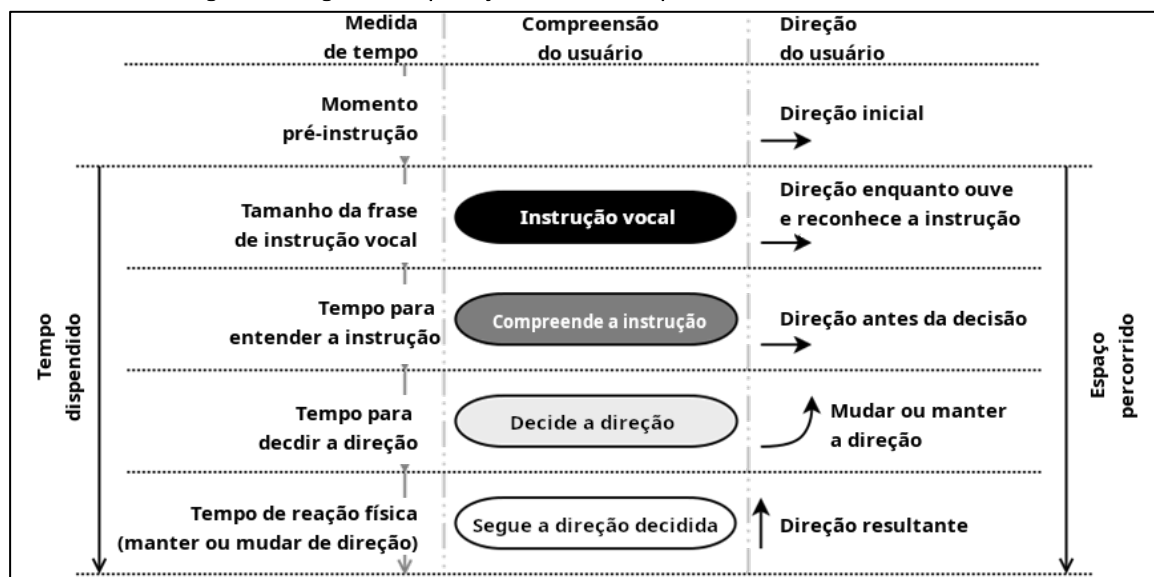 Medida
de tempo
Compreensão
do usuário
Direção
do usuário
Momento
pré-instrução
Direção inicial
Tamanho da frase
de instrução vocal
Instrução vocal
Direção enquanto ouve
e reconhece a instrução
Tempo para
entender a instrução
Compreende a instrução
Direção antes da decisão
Tempo para
decdir a direção
Decide a direção
Mudar ou manter
a direção
Tempo de reação física
(manter ou mudar de direção)
Segue a direção decidida
Direção resultante
Tempo
dispendido
Espaço
percorrido